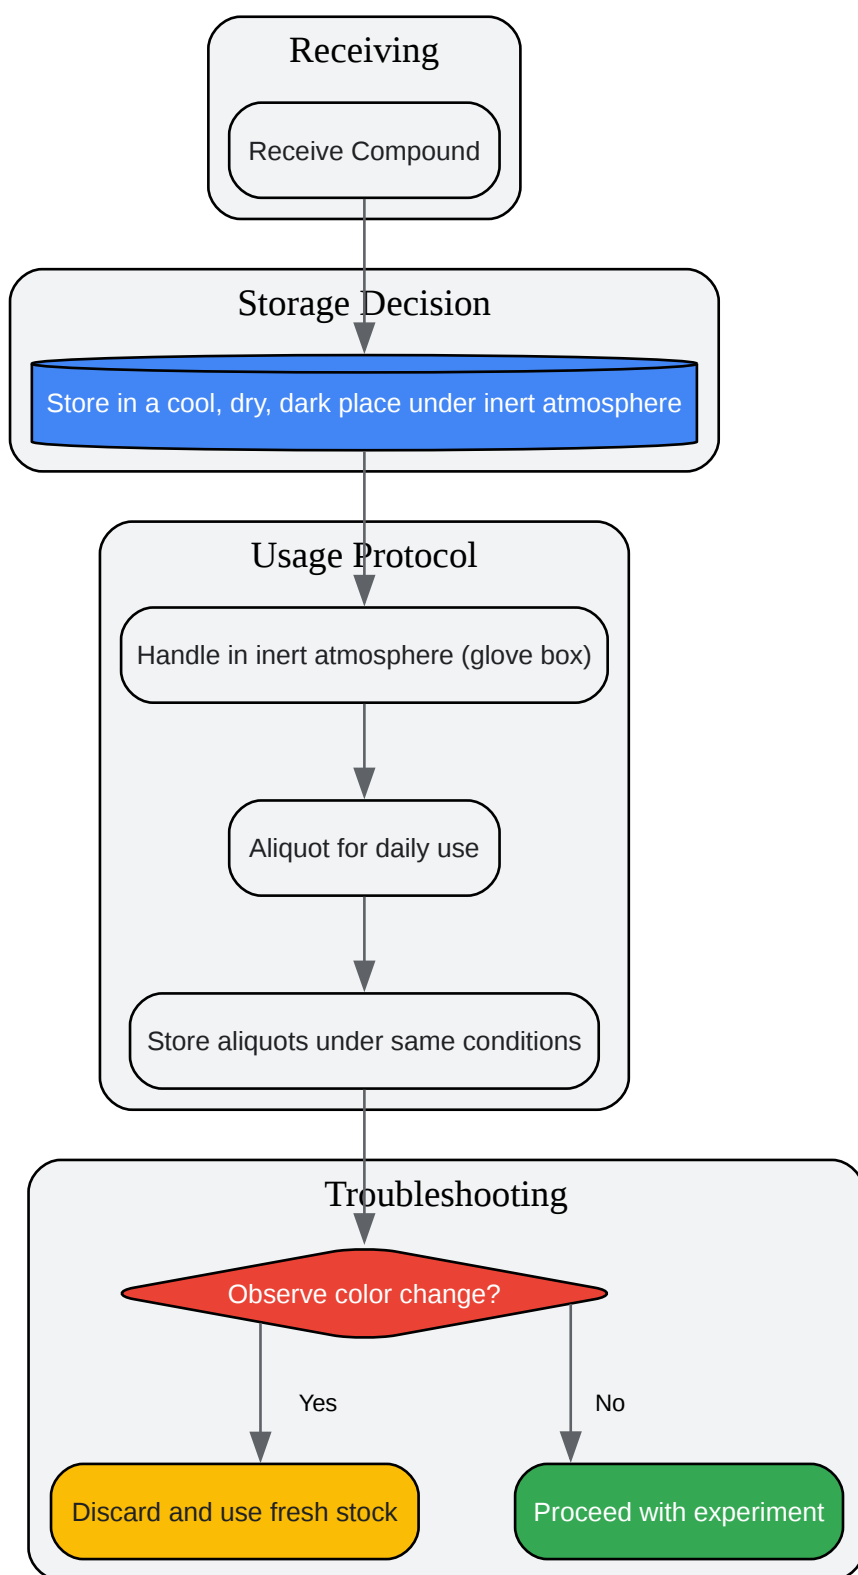 Receiving
Receive Compound
Storage Decision
Store in a cool, dry, dark place under inert atmosphere
Usage Protocol
Handle in inert atmosphere (glove box)
Aliquot for daily use
Store aliquots under same conditions
Troubleshooting
Observe color change?
Yes
No
Discard and use fresh stock
Proceed with experiment